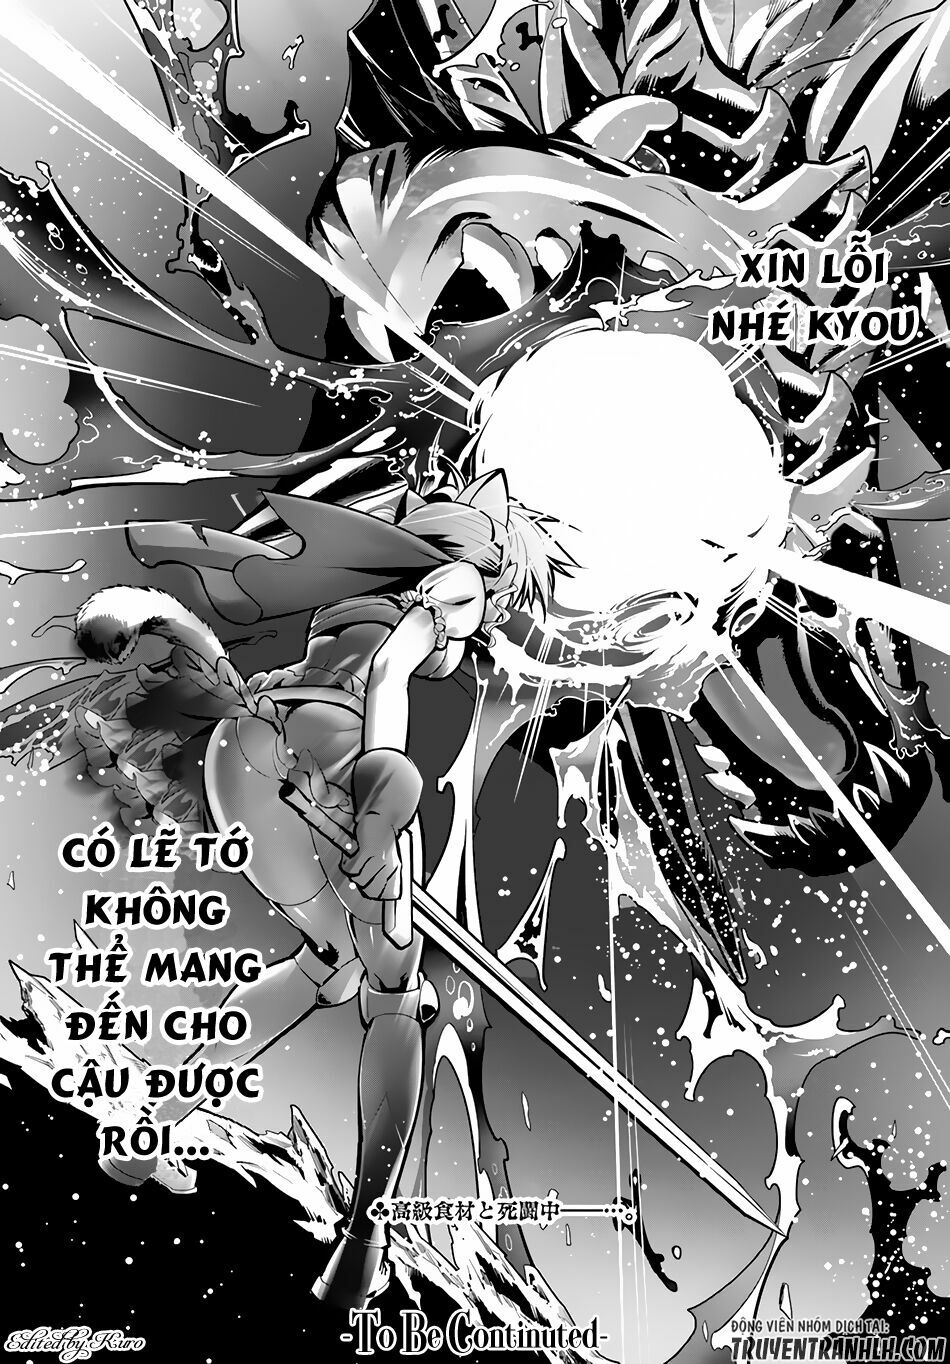 XIN LỖI
NHÉ KYOU
CÓ LẼ TỚ
KHÔNG
THỂ MANG
ĐẾN CHO
CẬU ĐƯỢC
RỒI...
♣高級食材と死闘中――…。
-To Be Continuted-
Edited by Kuro
ĐỘNG VIÊN NHÓM DỊCH TẠI:
TRUYENTRANHLH.COM